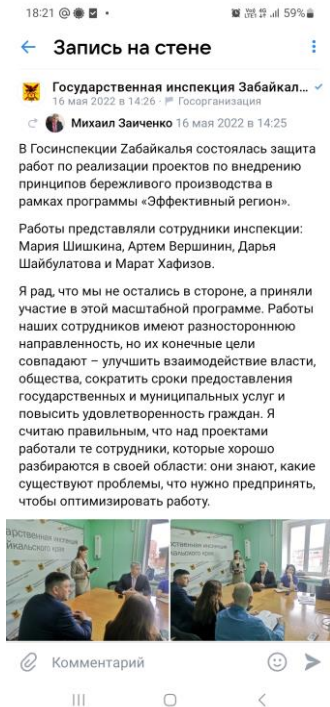 18:21
59%
Запись на стене
Государственная инспекция Забайкал...
16 мая 2022 в 14:26 · Госорганизация
Михаил Заиченко 16 мая 2022 в 14:25
В Госинспекции Zабайкалья состоялась защита
работ по реализации проектов по внедрению
принципов бережливого производства в
рамках программы «Эффективный регион».
Работы представляли сотрудники инспекции:
Мария Шишкина, Артем Вершинин, Дарья
Шайбулатова и Марат Хафизов.
Я рад, что мы не остались в стороне, а приняли
участие в этой масштабной программе. Работы
наших сотрудников имеют разностороннюю
направленность, но их конечные цели
совпадают – улучшить взаимодействие власти,
общества, сократить сроки предоставления
государственных и муниципальных услуг и
повысить удовлетворенность граждан. Я
считаю правильным, что над проектами
работали те сотрудники, которые хорошо
разбираются в своей области: они знают, какие
существуют проблемы, что нужно предпринять,
чтобы оптимизировать работу.
Комментарий